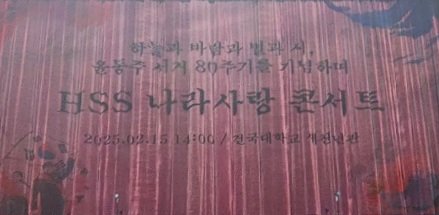 하늘과 바람과 별과 시,
윤동주 서거 80주기를 기념하며
HSS 나라사랑 콘서트
2025.02.15 14:00 / 건국대학교 새천년관